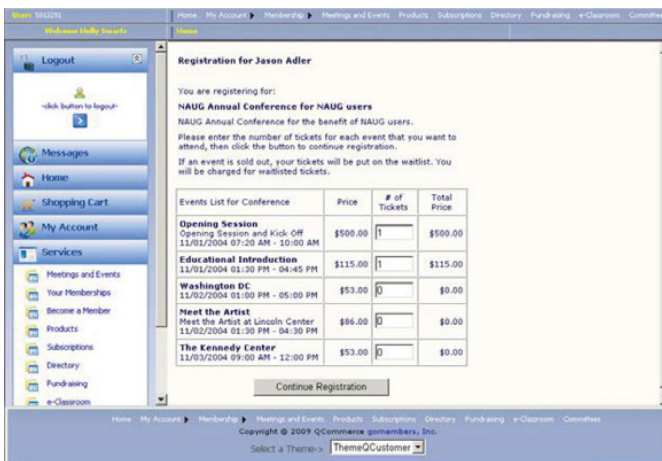 User: 5013291
Home My Account Membership Meetings and Events Products Subscriptions Directory Fundraising e-Classroom Committees
Welcome Holly Swartz
Home
Logout
-click button to logout-
Messages
Home
Shopping Cart
My Account
Services
Meetings and Events
Your Memberships
Become a Member
Products
Subscriptions
Directory
Fundraising
e-Classroom
Registration for Jason Adler
You are registering for:
NAUG Annual Conference for NAUG users
NAUG Annual Conference for the benefit of NAUG users.
Please enter the number of tickets for each event that you want to
attend, then click the button to continue registration.
If an event is sold out, your tickets will be put on the waitlist. You
will be charged for waitlisted tickets.
Events List for Conference Price # of Tickets Total Price
Opening Session
Opening Session and Kick Off
11/01/2004 07:20 AM - 10:00 AM $500.00 1 $500.00
Educational Introduction
11/01/2004 01:30 PM - 04:45 PM $115.00 1 $115.00
Washington DC
11/02/2004 01:00 PM - 05:00 PM $53.00 0 $0.00
Meet the Artist
Meet the Artist at Lincoln Center
11/02/2004 01:30 PM - 04:30 PM $86.00 0 $0.00
The Kennedy Center
11/03/2004 09:00 AM - 12:00 PM $53.00 0 $0.00
Continue Registration
Home My Account Membership Meetings and Events Products Subscriptions Directory Fundraising e-Classroom Committees
Copyright © 2009 QCommerce gomembers, Inc.
Select a Theme-> ThemeQCustomer